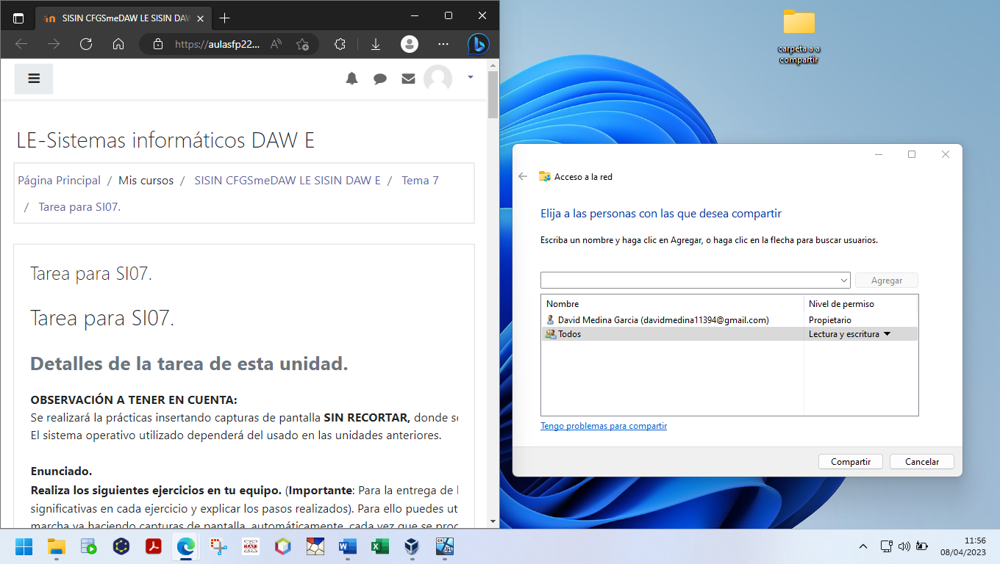 SISIN CFGSmeDAW LE SISIN DAW
https://aulasfp22...
LE-Sistemas informáticos DAW E
Página Principal / Mis cursos / SISIN CFGSmeDAW LE SISIN DAW E / Tema 7
/ Tarea para SI07.
Tarea para SI07.
Tarea para SI07.
Detalles de la tarea de esta unidad.
OBSERVACIÓN A TENER EN CUENTA:
Se realizará la prácticas insertando capturas de pantalla SIN RECORTAR, donde
El sistema operativo utilizado dependerá del usado en las unidades anteriores.
Enunciado.
Realiza los siguientes ejercicios en tu equipo. (Importante: Para la entrega de
significativas en cada ejercicio y explicar los pasos realizados). Para ello puedes ut
marcha va haciendo capturas de pantalla, automáticamente, cada vez que se
carpeta a a
compartir
Acceso a la red
Elija a las personas con las que desea compartir
Escriba un nombre y haga clic en Agregar, o haga clic en la flecha para buscar usuarios.
Agregar
Nombre Nivel de permiso
David Medina Garcia (davidmedina11394@gmail.com) Propietario
Todos Lectura y escritura
Tengo problemas para compartir
Compartir Cancelar
11:56
08/04/2023